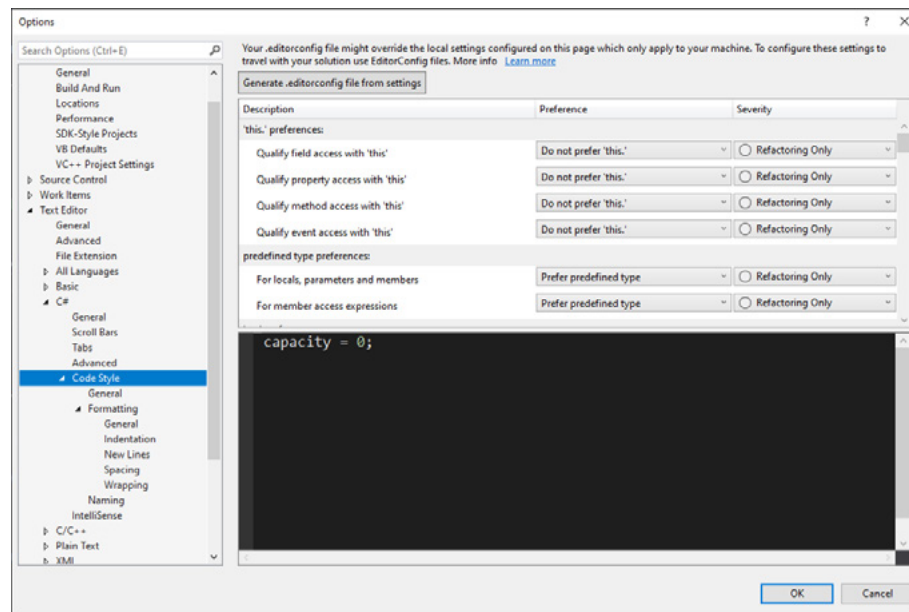 Options
Search Options (Ctrl+E)
General
Build And Run
Locations
Performance
SDK-Style Projects
VB Defaults
VC++ Project Settings
Source Control
Work Items
Text Editor
General
Advanced
File Extension
All Languages
Basic
C#
General
Scroll Bars
Tabs
Advanced
Code Style
General
Formatting
General
Indentation
New Lines
Spacing
Wrapping
Naming
IntelliSense
C/C++
Plain Text
XML
Your .editorconfig file might override the local settings configured on this page which only apply to your machine. To configure these settings to
travel with your solution use EditorConfig files. More info Learn more
Generate .editorconfig file from settings
Description Preference Severity
'this.' preferences:
Qualify field access with 'this' Do not prefer 'this.' Refactoring Only
Qualify property access with 'this' Do not prefer 'this.' Refactoring Only
Qualify method access with 'this' Do not prefer 'this.' Refactoring Only
Qualify event access with 'this' Do not prefer 'this.' Refactoring Only
predefined type preferences:
For locals, parameters and members Prefer predefined type Refactoring Only
For member access expressions Prefer predefined type Refactoring Only
capacity = 0;
OK Cancel